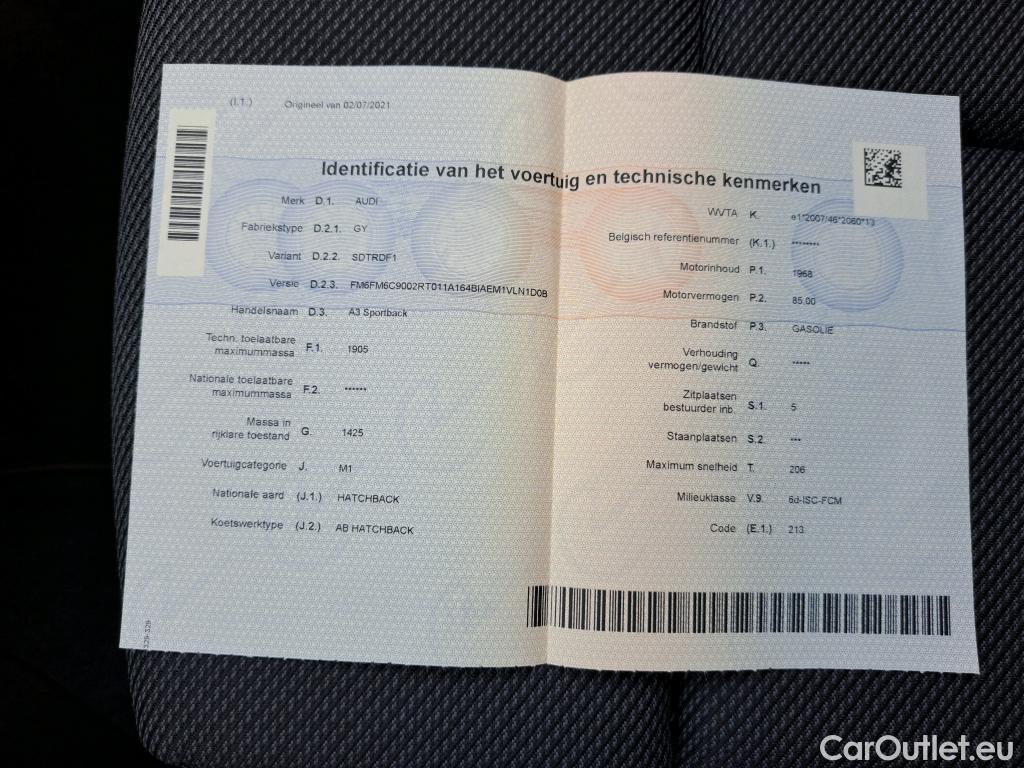 (I.1.) Origineel van 02/07/2021
Identificatie van het voertuig en technische kenmerken
Merk D.1. AUDI
Fabriekstype D.2.1. GY
Variant D.2.2. SDTRDF1
Versie D.2.3. FM6FM6C9002RT011A164BIAEM1VLN1D0B
Handelsnaam D.3. A3 Sportback
Techn. toelaatbare
maximummassa F.1. 1905
Nationale toelaatbare
maximummassa F.2. ******
Massa in
rijklare toestand G. 1425
Voertuigcategorie J. M1
Nationale aard (J.1.) HATCHBACK
Koetswerktype (J.2.) AB HATCHBACK
329-329
WVTA K. e1*2007/46*2060*13
Belgisch referentienummer (K.1.) ********
Motorinhoud P.1. 1968
Motorvermogen P.2. 85.00
Brandstof P.3. GASOLIE
Verhouding
vermogen/gewicht Q. *****
Zitplaatsen
bestuurder inb. S.1. 5
Staanplaatsen S.2. ***
Maximum snelheid T. 206
Milieuklasse V.9. 6d-ISC-FCM
Code (E.1.) 213
CarOutlet.eu